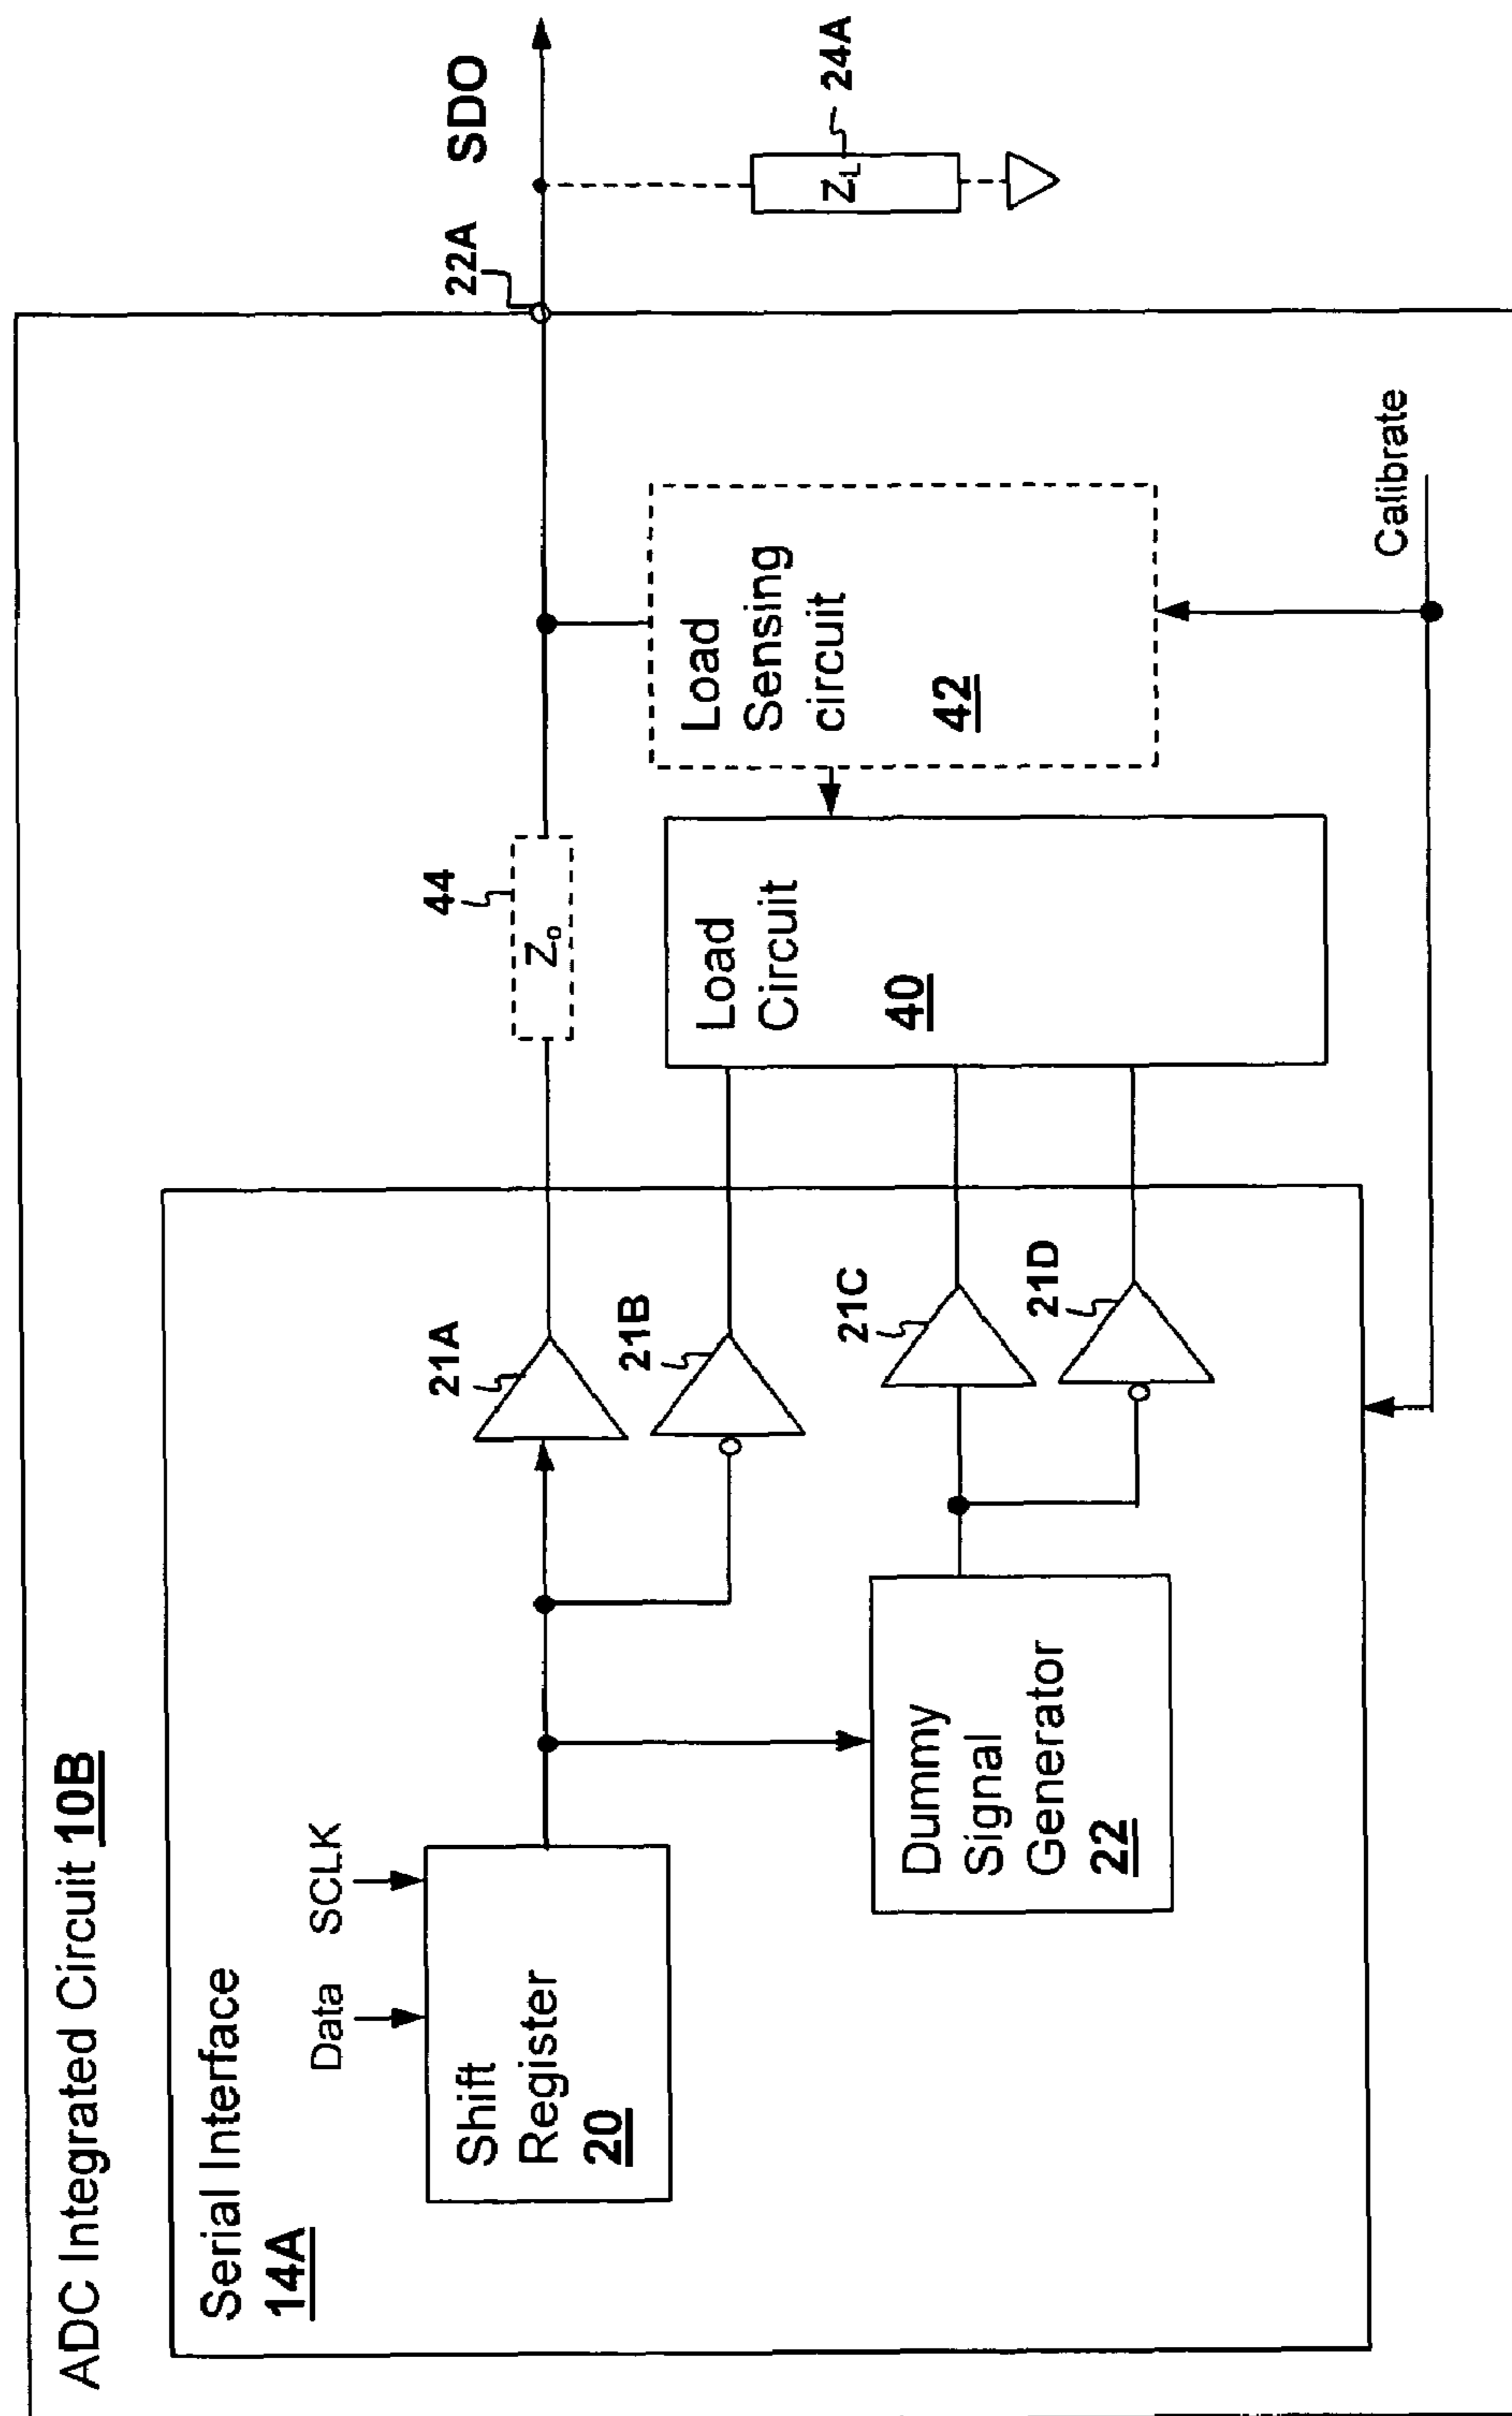 ADC Integrated Circuit 10B
Serial Interface
14A
Data
SCLK
Shift
Register
20
Dummy
Signal
Generator
22
21A
21B
21C
21D
44
Zo
Load
Circuit
40
Load
Sensing
circuit
42
Calibrate
22A
SDO
ZL
24A